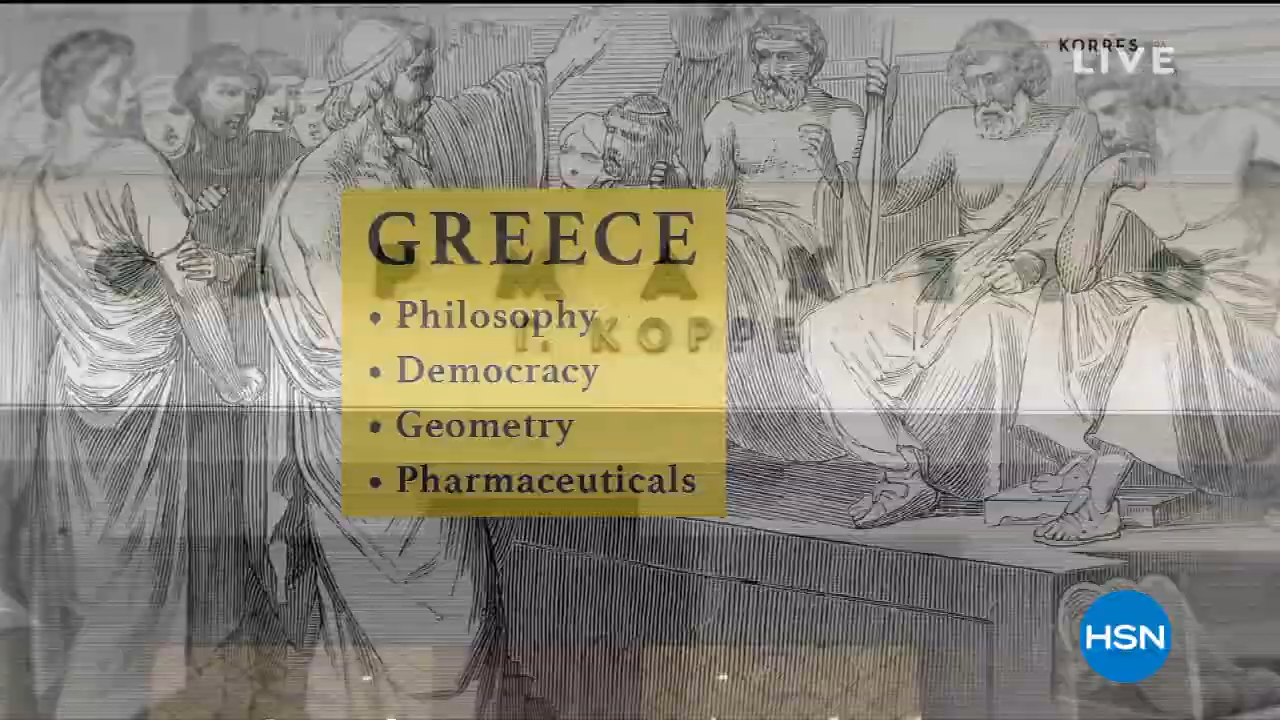 KORRES
LIVE
GREECE
• Philosophy
• Democracy
• Geometry
• Pharmaceuticals
HSN